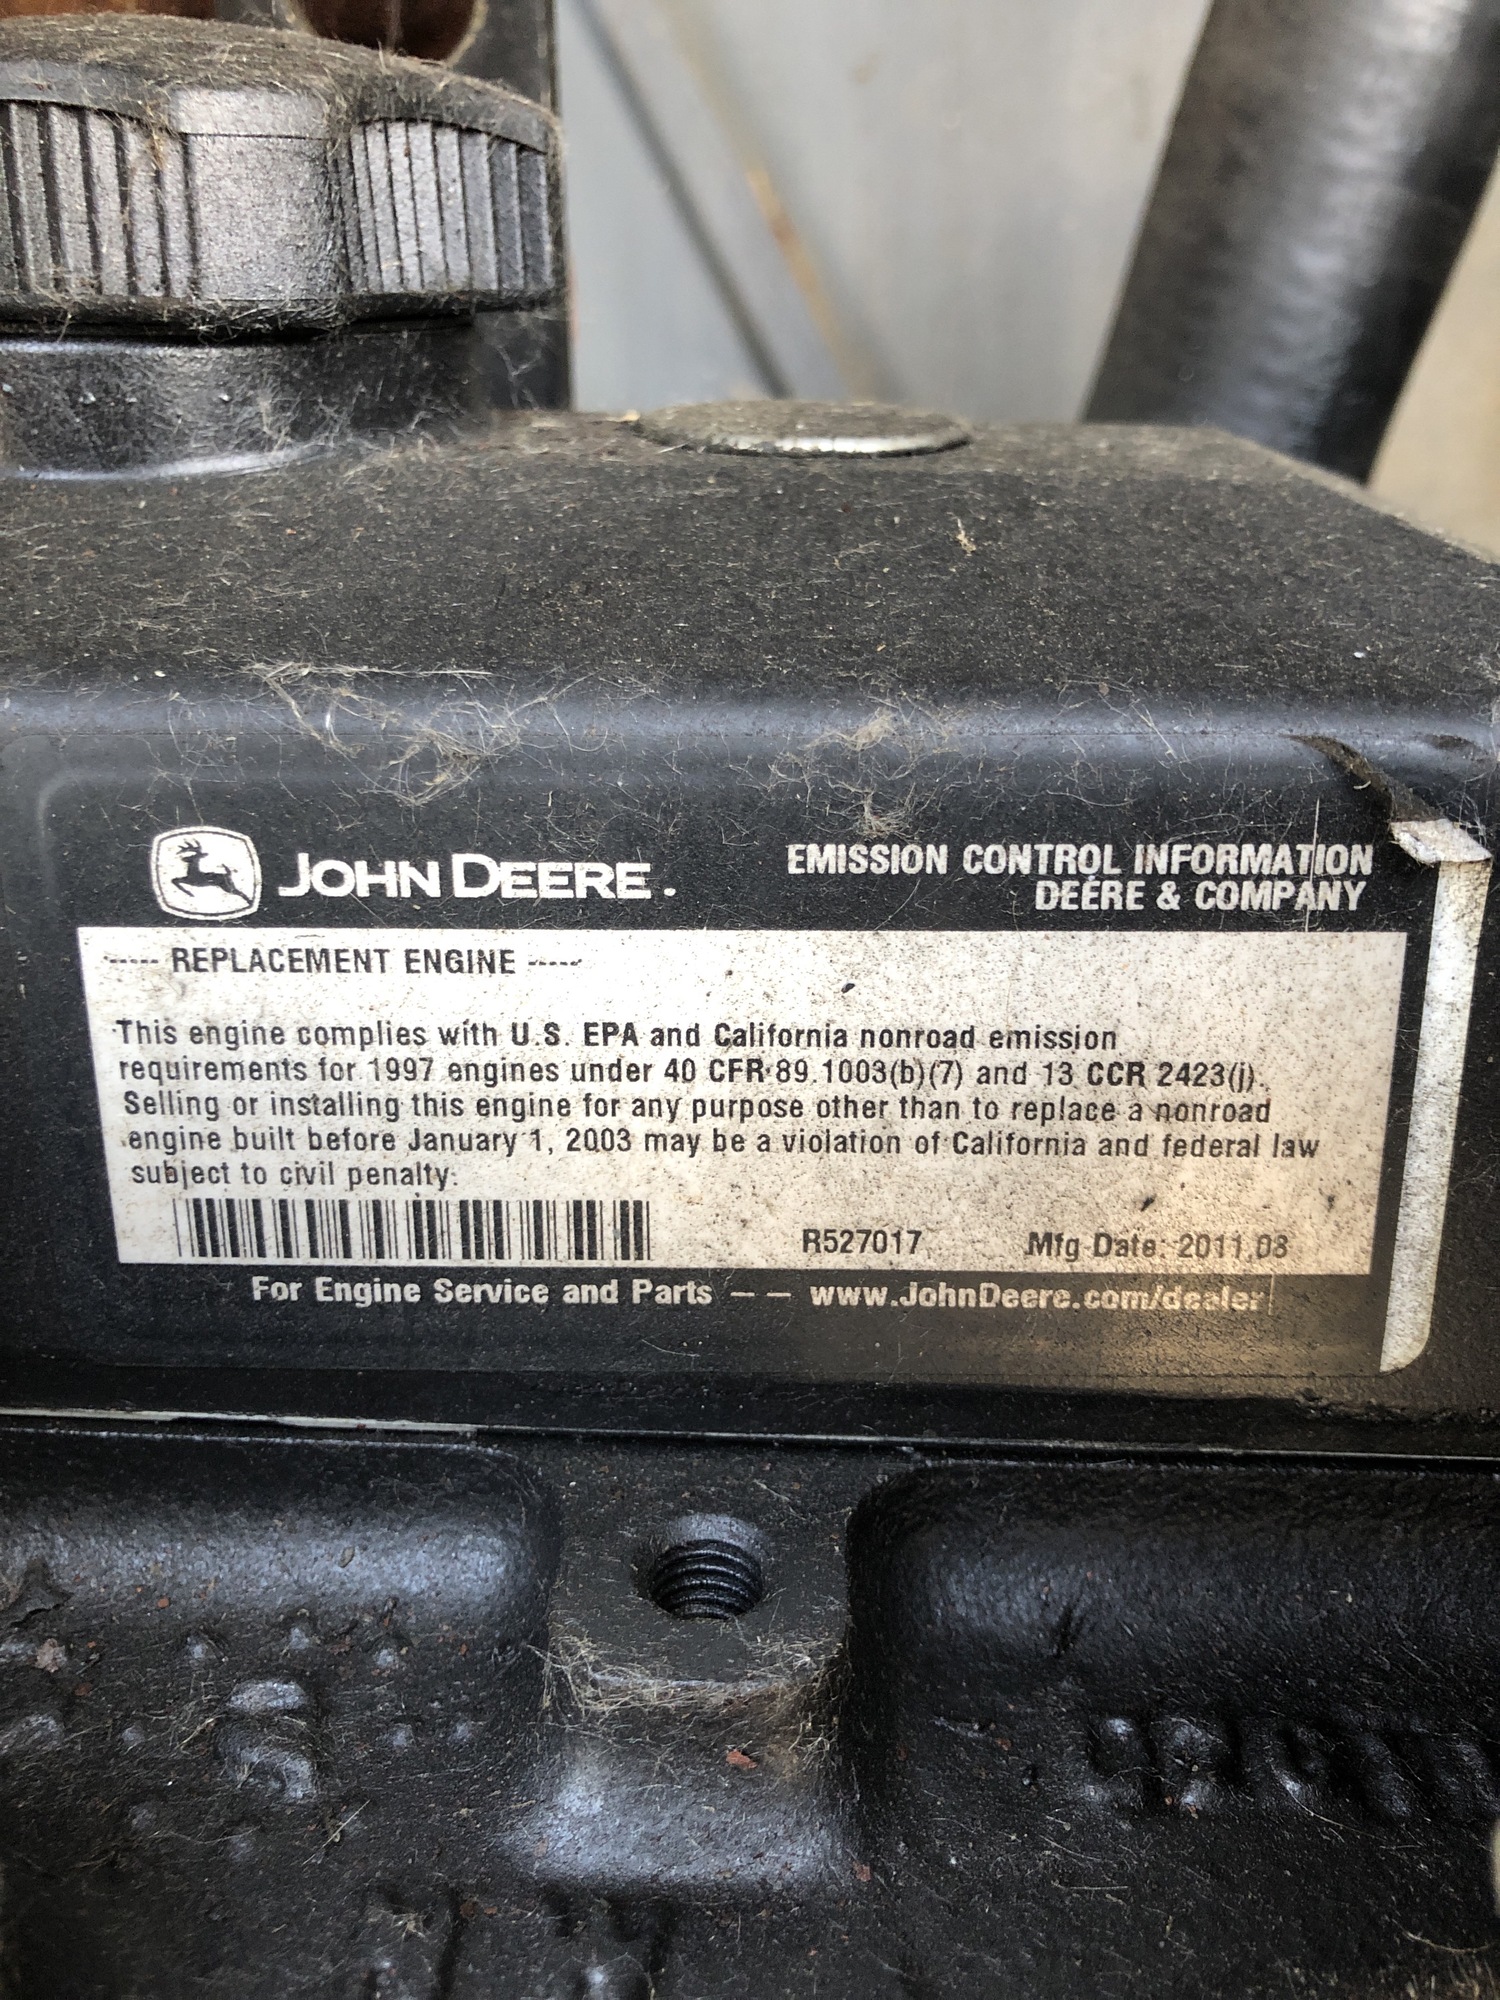 JOHN DEERE.
EMISSION CONTROL INFORMATION
DEERE & COMPANY
----- REPLACEMENT ENGINE -----
This engine complies with U.S. EPA and California nonroad emission
requirements for 1997 engines under 40 CFR 89.1003(b)(7) and 13 CCR 2423(j).
Selling or installing this engine for any purpose other than to replace a nonroad
engine built before January 1, 2003 may be a violation of California and federal law
subject to civil penalty.
R527017 Mfg Date: 2011.08
For Engine Service and Parts – – www.JohnDeere.com/dealer